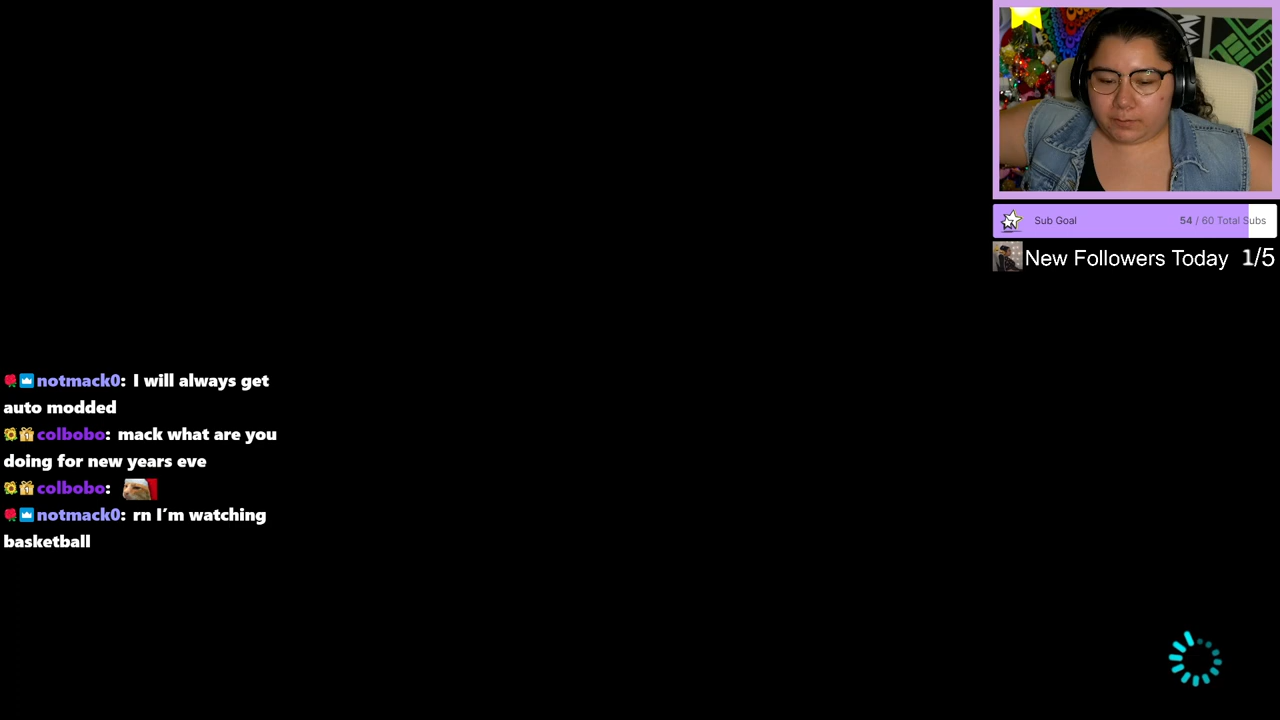 Sub Goal 54 / 60 Total Subs
New Followers Today 1/5
notmack0: I will always get
auto modded
colbobo: mack what are you
doing for new years eve
colbobo:
notmack0: rn I'm watching
basketball